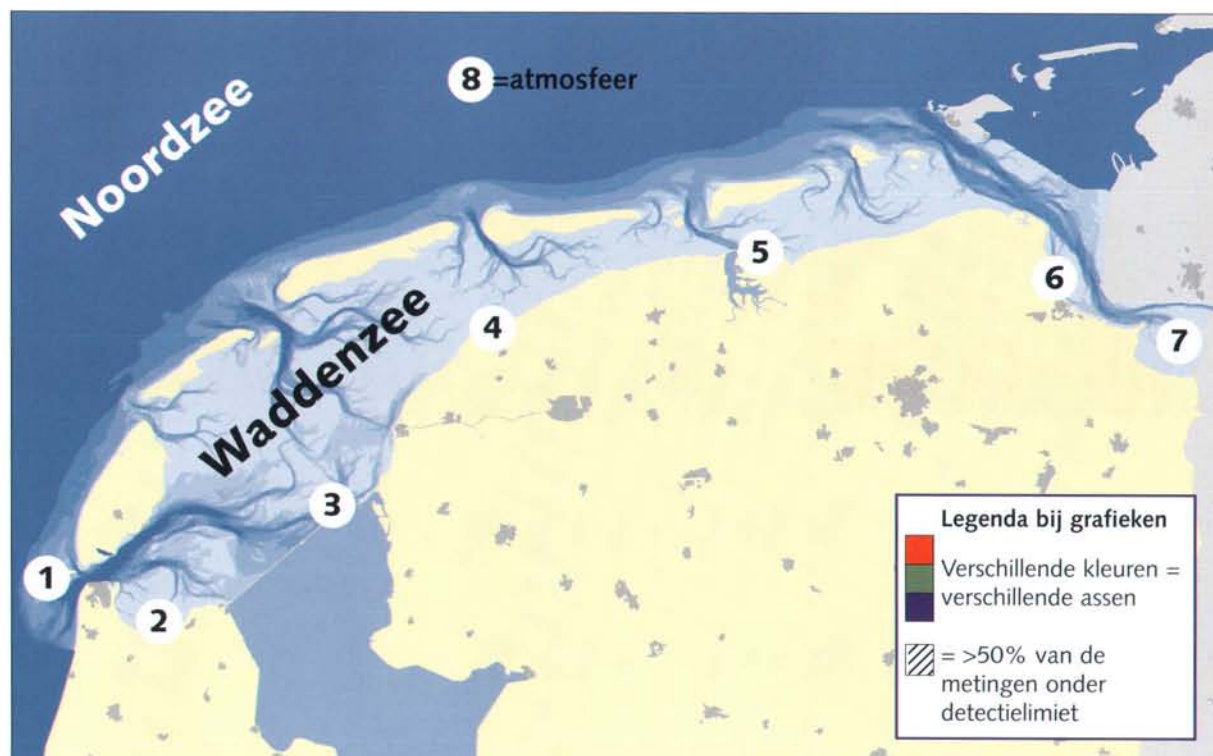 8 =atmosfeer
Noordzee
Waddenzee
5
6
4
7
3
1
2
Legenda bij grafieken
Verschillende kleuren =
verschillende assen
= >50% van de
metingen onder
detectielimiet